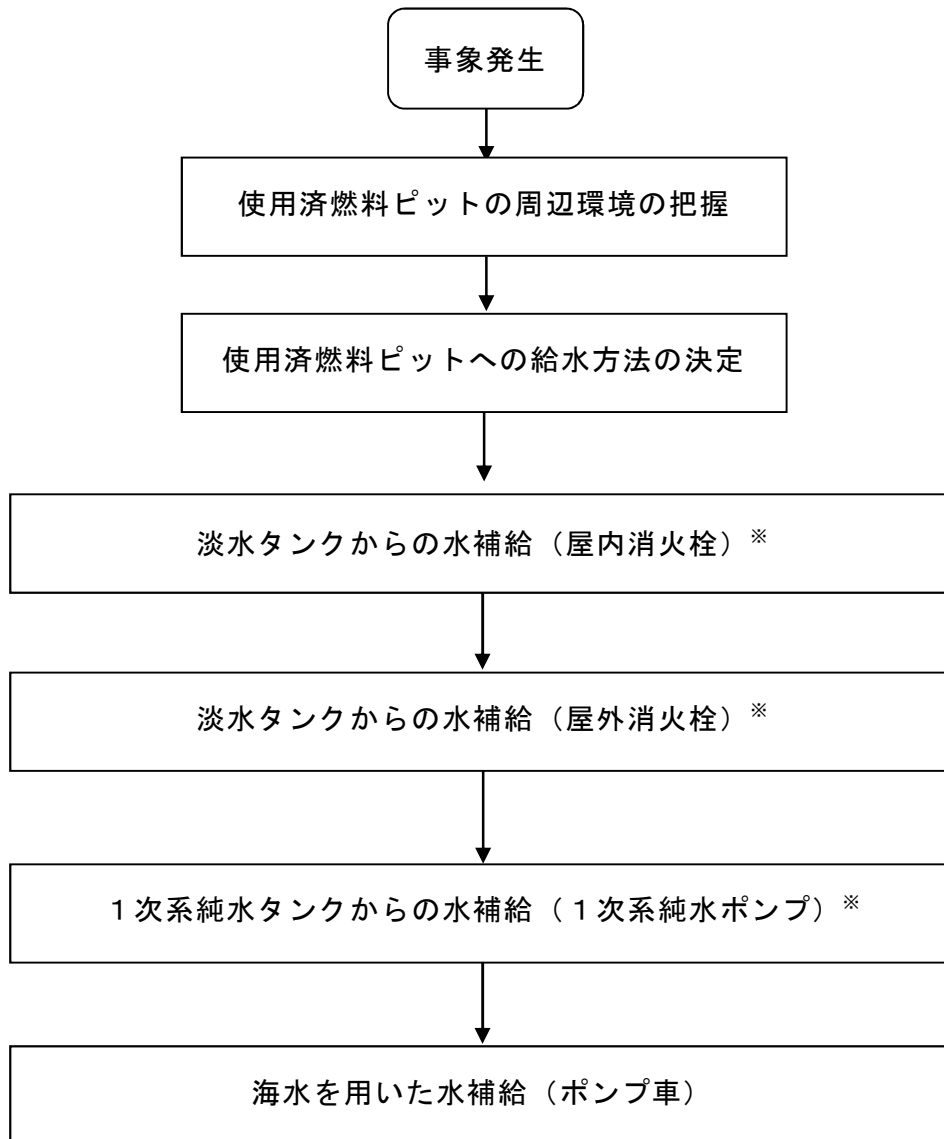 事象発生
使用済燃料ピットの周辺環境の把握
使用済燃料ピットへの給水方法の決定
淡水タンクからの水補給（屋内消火栓）※
淡水タンクからの水補給（屋外消火栓）※
１次系純水タンクからの水補給（１次系純水ポンプ）※
海水を用いた水補給（ポンプ車）